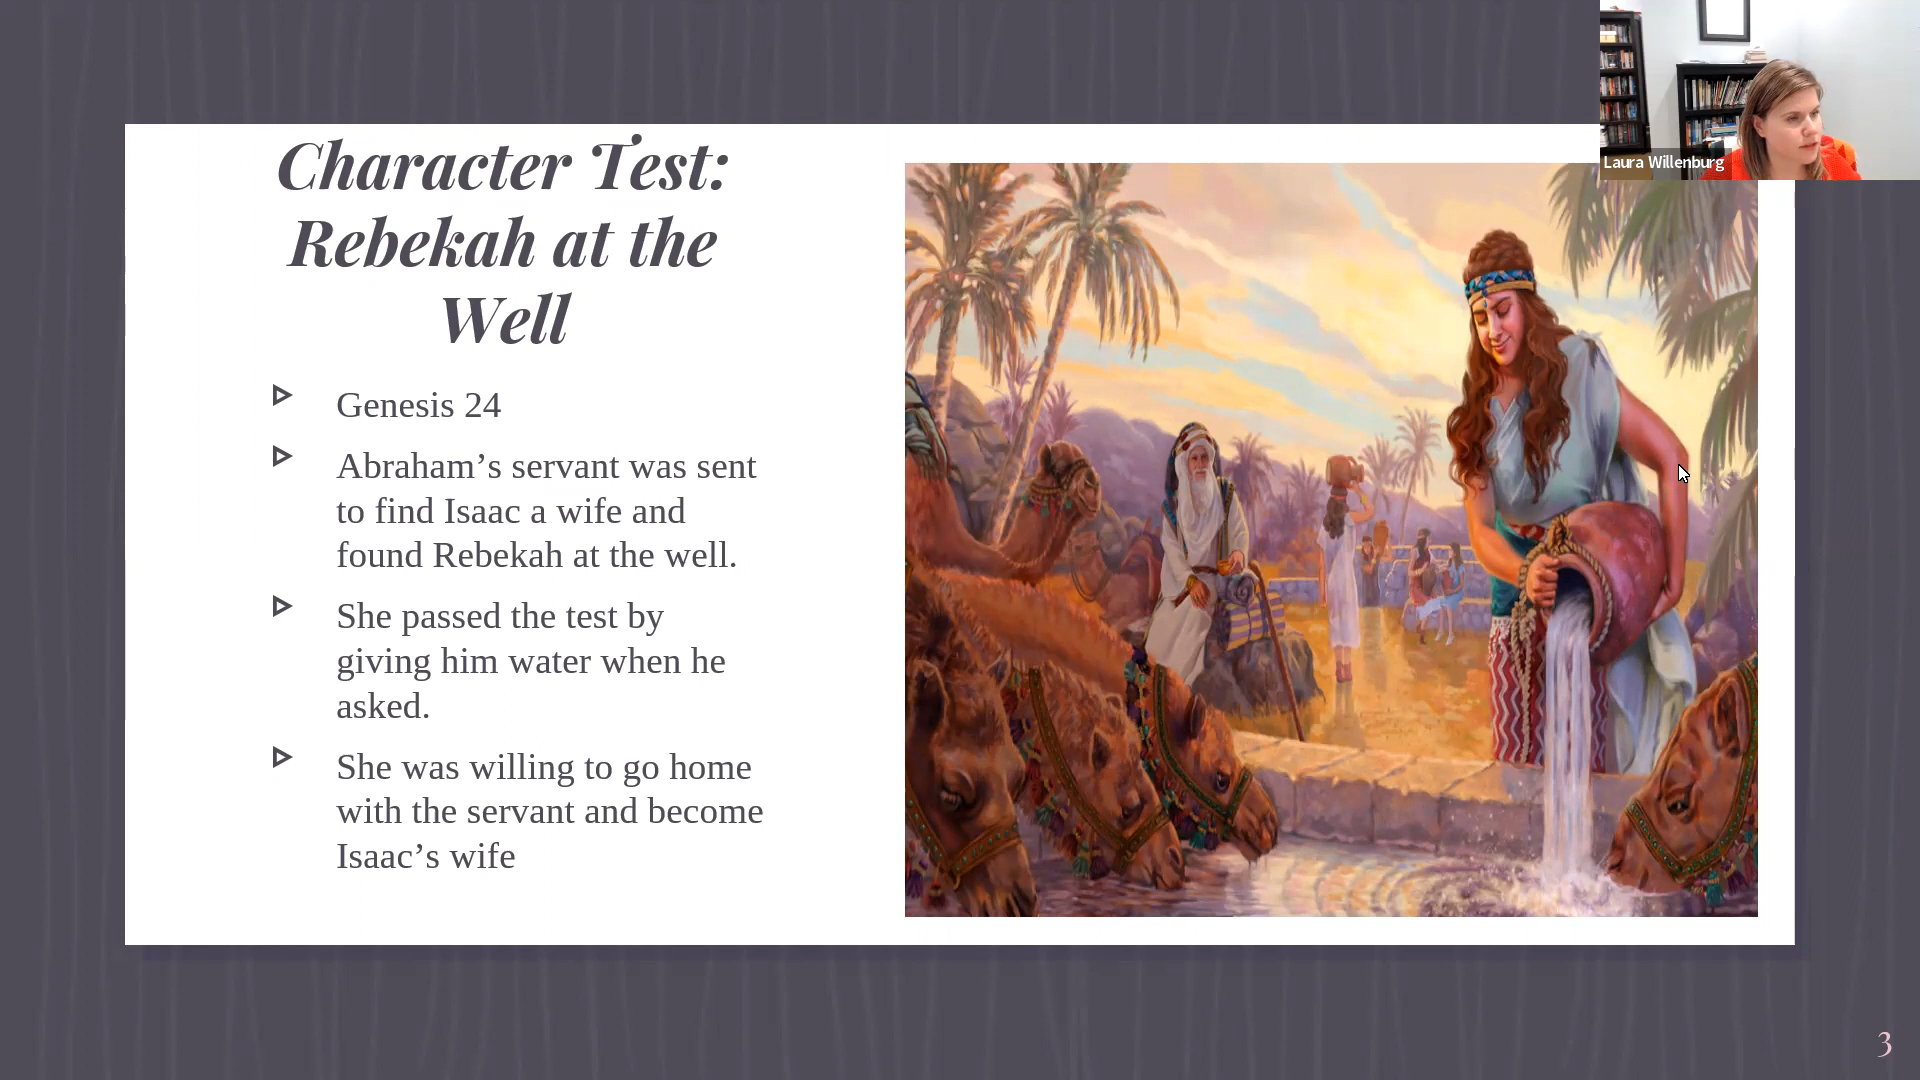 Character Test:
Rebekah at the
Well
Genesis 24
Abraham’s servant was sent
to find Isaac a wife and
found Rebekah at the well.
She passed the test by
giving him water when he
asked.
She was willing to go home
with the servant and become
Isaac’s wife
Laura Willenburg
3